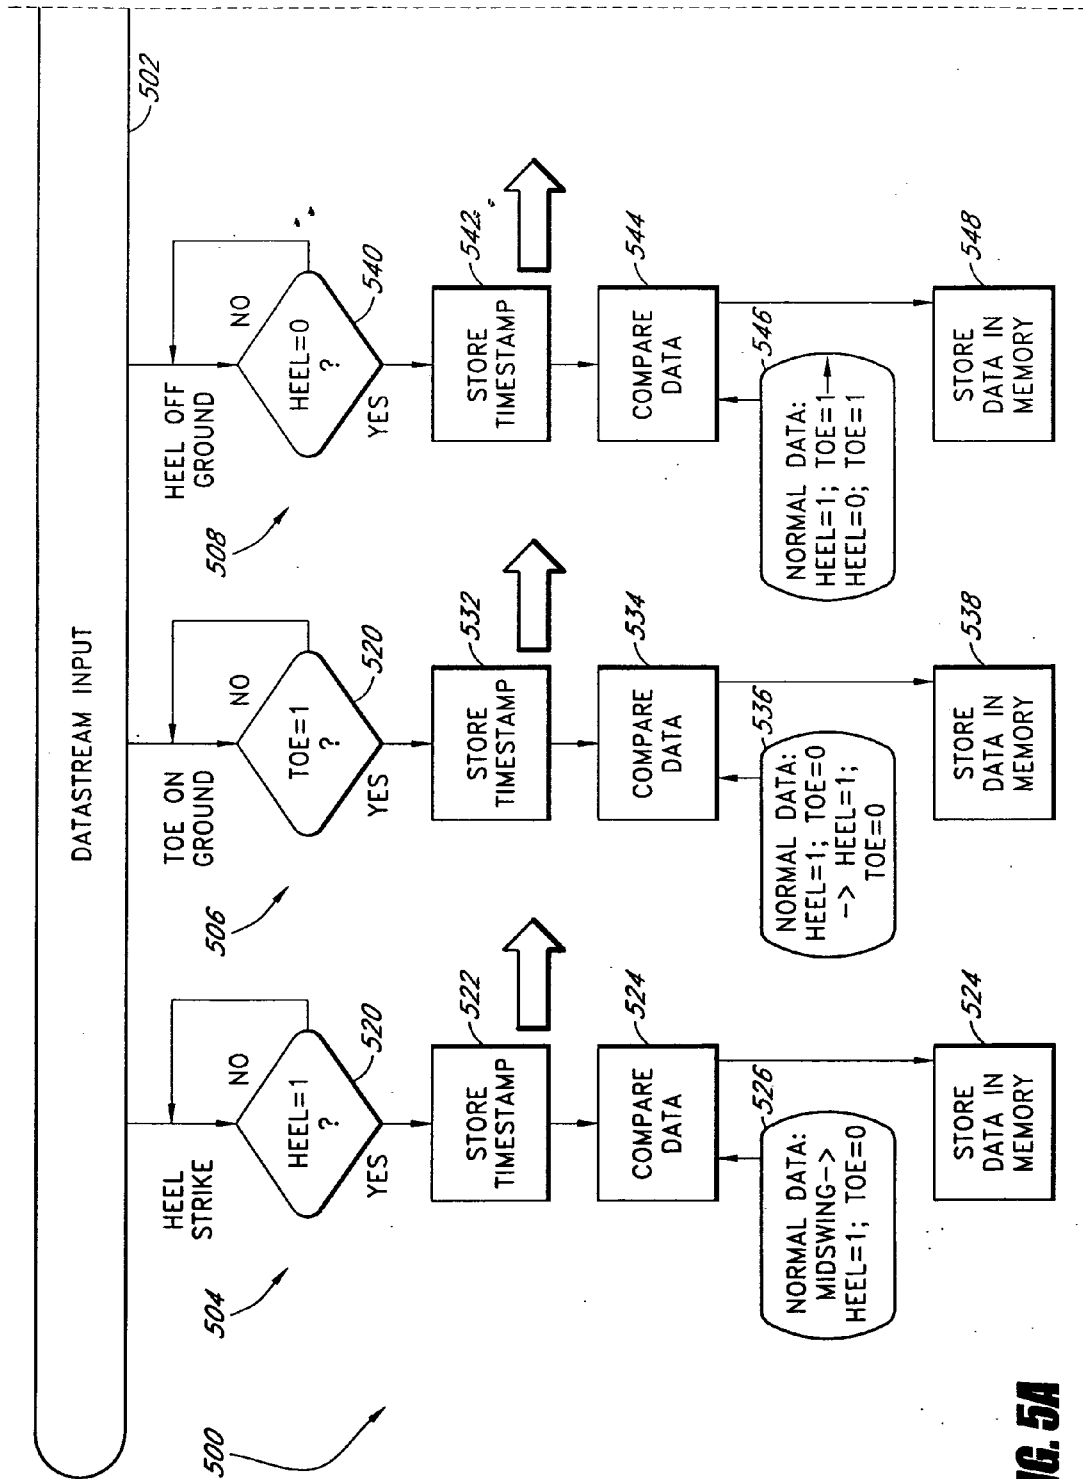 DATASTREAM INPUT
502
500
504
HEEL
STRIKE
HEEL=1
?
NO
YES
520
STORE
TIMESTAMP
522
COMPARE
DATA
524
NORMAL DATA:
MIDSWING->
HEEL=1; TOE=0
526
STORE
DATA IN
MEMORY
524
506
TOE ON
GROUND
TOE=1
?
NO
YES
520
STORE
TIMESTAMP
532
COMPARE
DATA
534
NORMAL DATA:
HEEL=1; TOE=0
-> HEEL=1;
TOE=0
536
STORE
DATA IN
MEMORY
538
508
HEEL OFF
GROUND
HEEL=0
?
NO
YES
540
STORE
TIMESTAMP
542
COMPARE
DATA
544
NORMAL DATA:
HEEL=1; TOE=1
HEEL=0; TOE=1
546
STORE
DATA IN
MEMORY
548
FIG. 5A